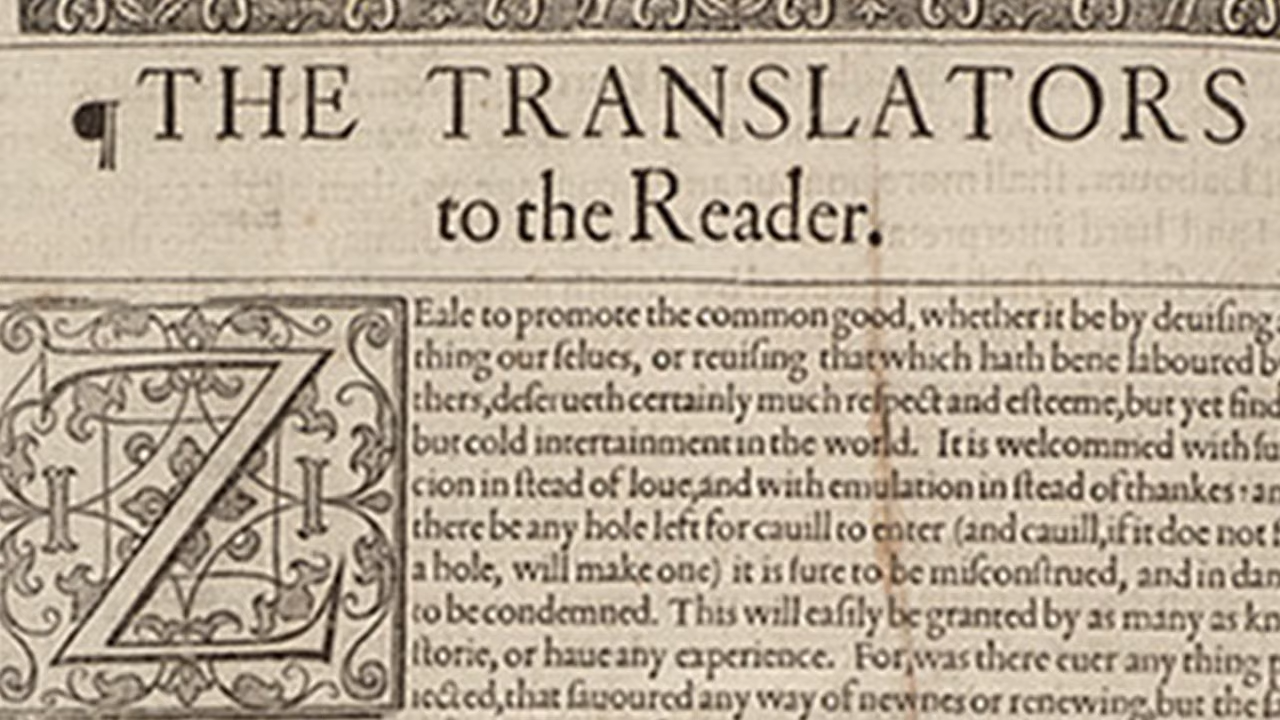 ¶ THE TRANSLATORS
to the Reader.
ZEale to promote the common good, whether it be by deuiſing
thing our ſelues, or reuiſing that which hath bene laboured b
thers,deſerueth certainly much reſpect and eſteeme,but yet find
but cold intertainment in the world. It is welcommed with ſu
cion in ſtead of loue,and with emulation in ſtead of thankes: an
there be any hole left for cauill to enter (and cauill,if it doe not
a hole, will make one) it is ſure to be miſconſtrued, and in dan
to be condemned. This will eaſily be granted by as many as kn
ſtorie, or haue any experience. For,was there euer any thing p
iected,that ſauoured any way of newnes or renewing,but the